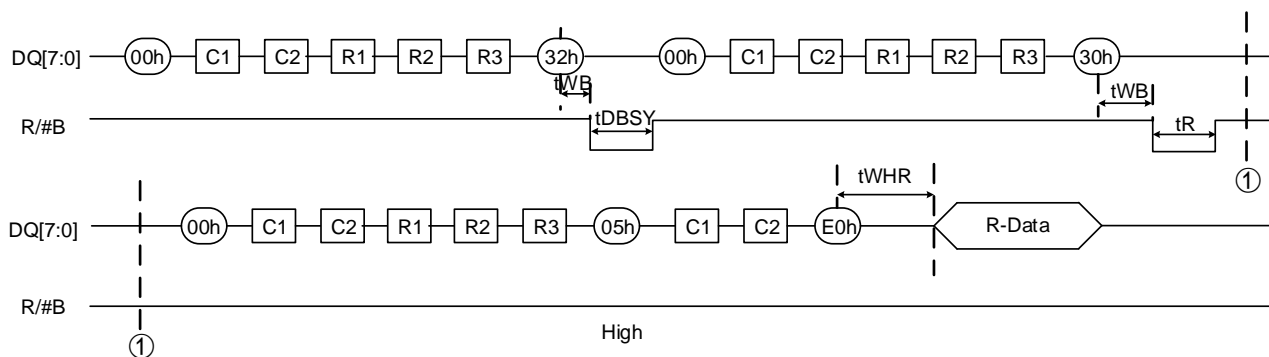 DQ[7:0] 00h C1 C2 R1 R2 R3 32h 00h C1 C2 R1 R2 R3 30h
tWB tWB
R/#B tDBSY tR
①
tWHR
DQ[7:0] 00h C1 C2 R1 R2 R3 05h C1 C2 E0h R-Data
R/#B
High
①